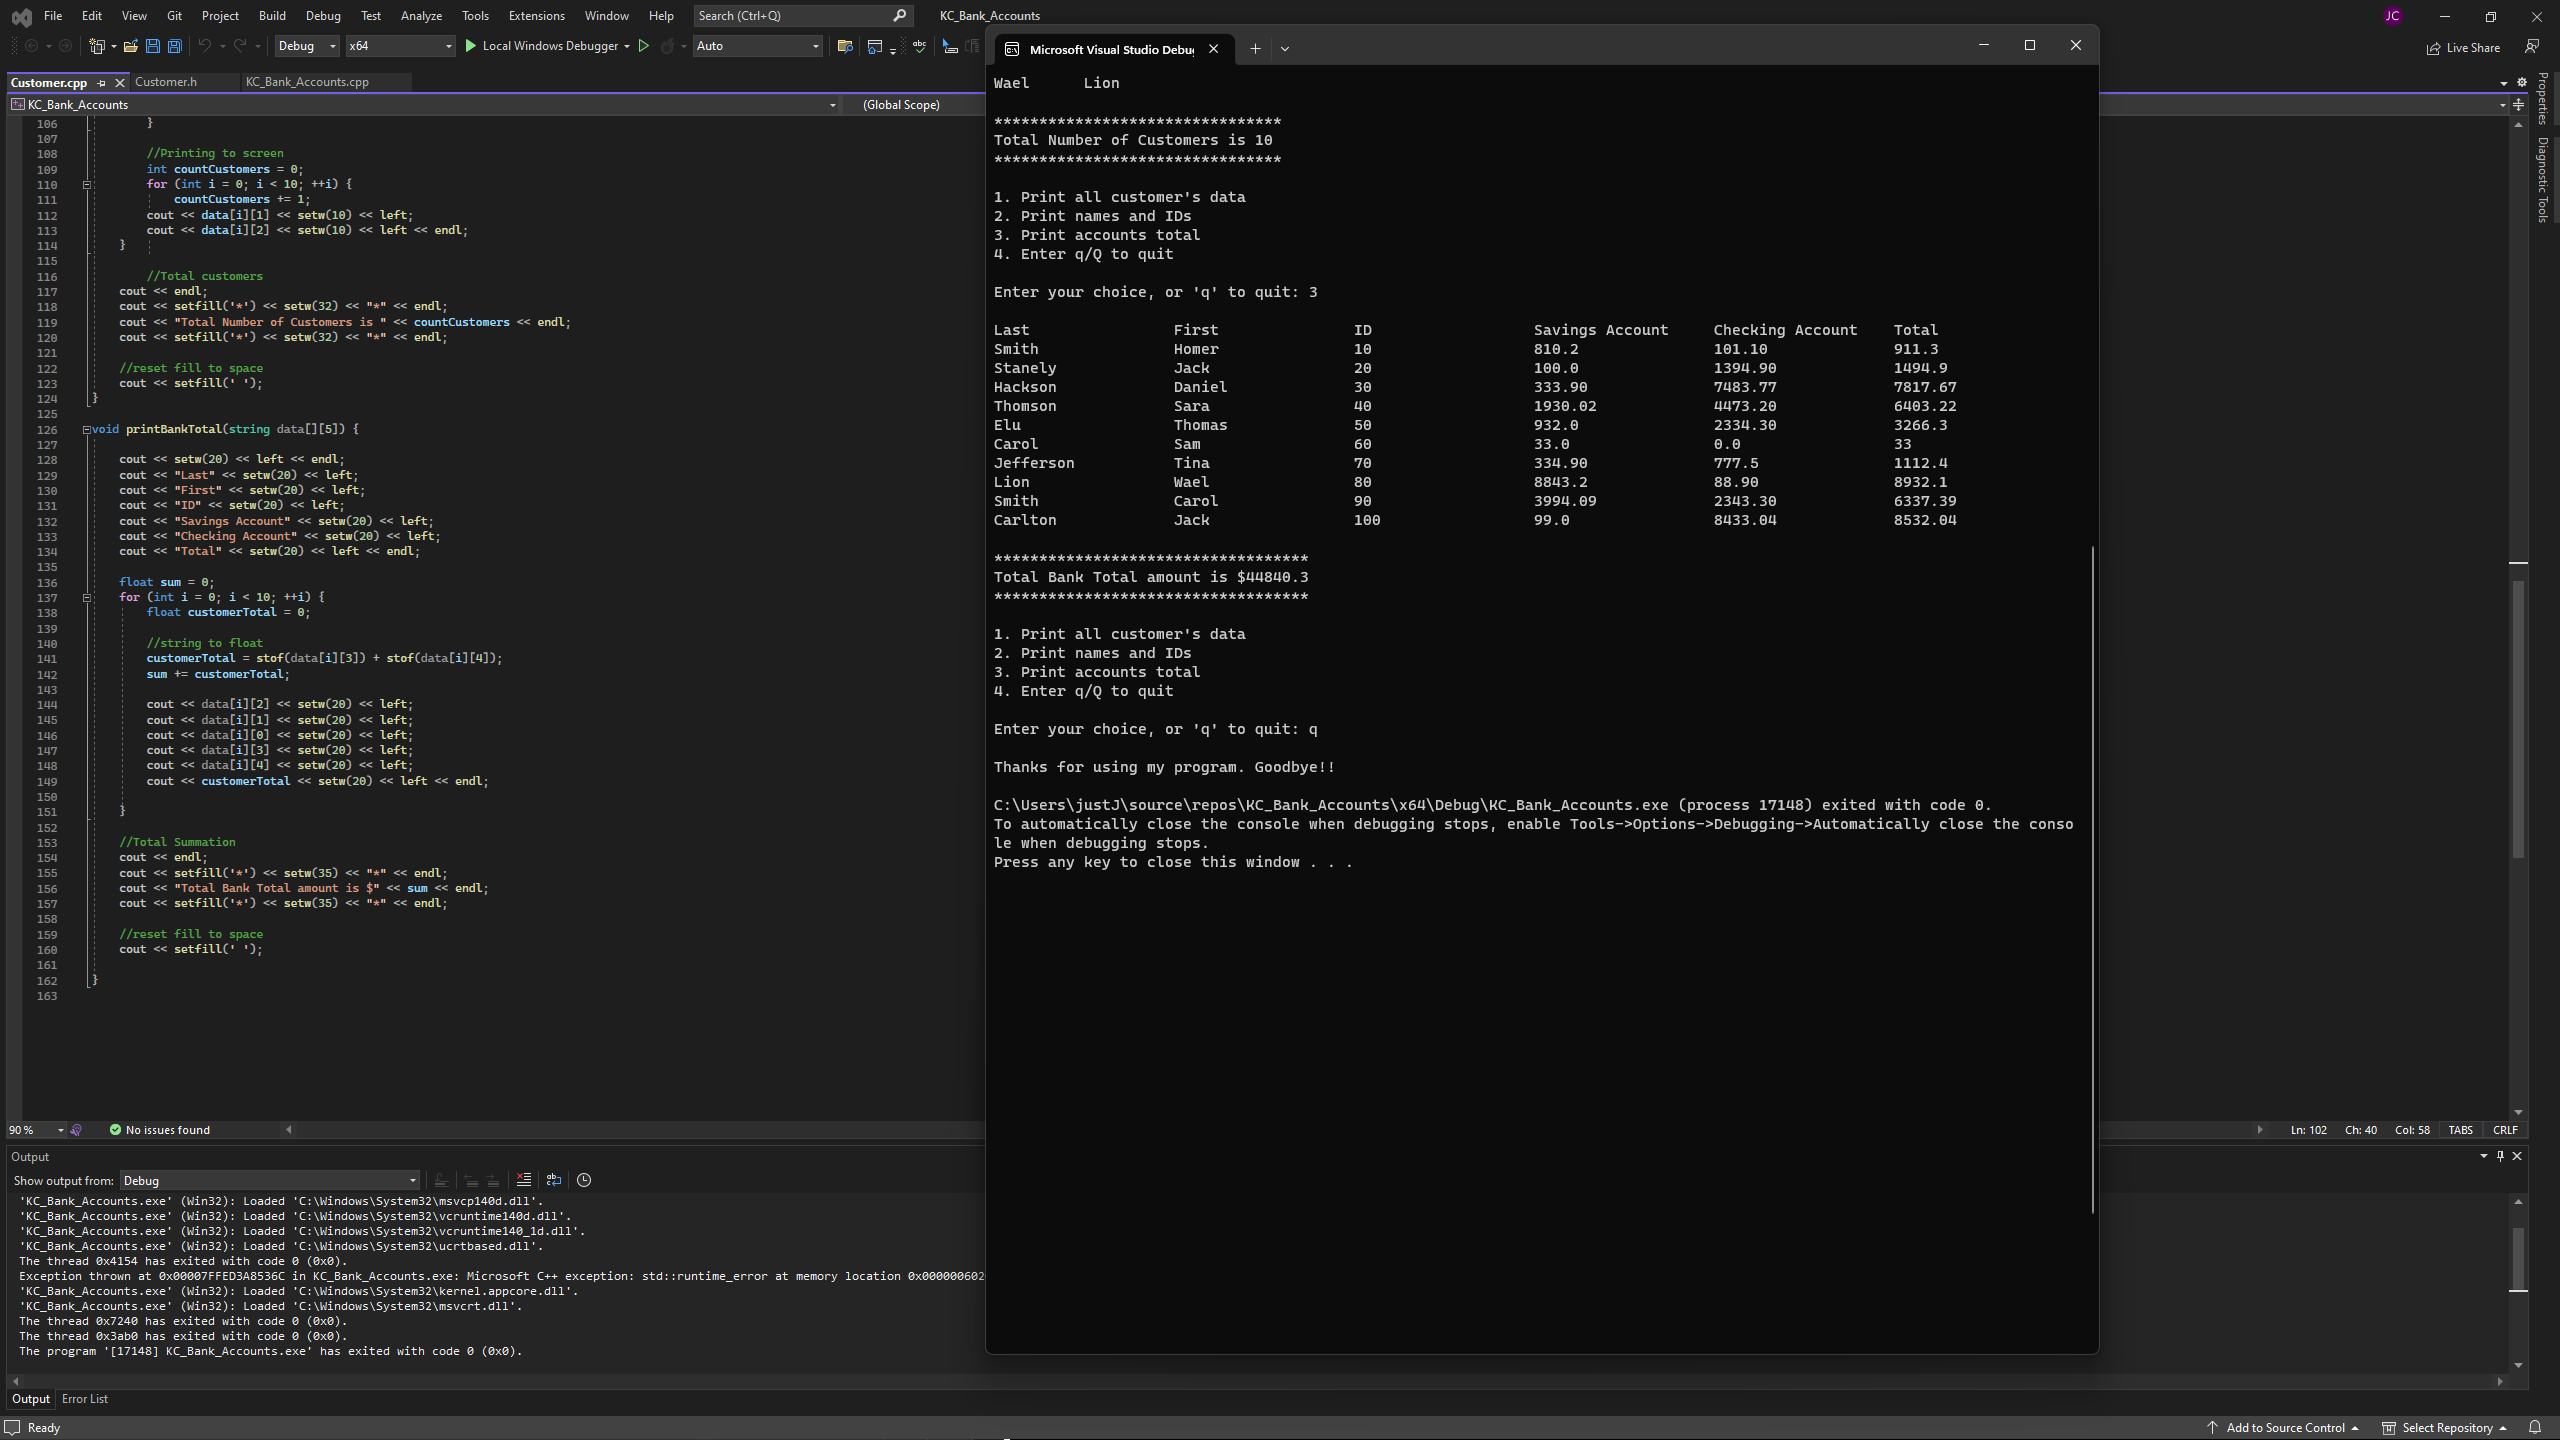 File Edit View Git Project Build Debug Test Analyze Tools Extensions Window Help Search (Ctrl+Q) KC_Bank_Accounts JC
Debug x64 Local Windows Debugger Auto Live Share
Customer.cpp Customer.h KC_Bank_Accounts.cpp
KC_Bank_Accounts (Global Scope)
106 }
107
108 //Printing to screen
109 int countCustomers = 0;
110 for (int i = 0; i < 10; ++i) {
111 countCustomers += 1;
112 cout << data[i][1] << setw(10) << left;
113 cout << data[i][2] << setw(10) << left << endl;
114 }
115
116 //Total customers
117 cout << endl;
118 cout << setfill('*') << setw(32) << "*" << endl;
119 cout << "Total Number of Customers is " << countCustomers << endl;
120 cout << setfill('*') << setw(32) << "*" << endl;
121
122 //reset fill to space
123 cout << setfill(' ');
124 }
125
126 void printBankTotal(string data[][5]) {
127
128 cout << setw(20) << left << endl;
129 cout << "Last" << setw(20) << left;
130 cout << "First" << setw(20) << left;
131 cout << "ID" << setw(20) << left;
132 cout << "Savings Account" << setw(20) << left;
133 cout << "Checking Account" << setw(20) << left;
134 cout << "Total" << setw(20) << left << endl;
135
136 float sum = 0;
137 for (int i = 0; i < 10; ++i) {
138 float customerTotal = 0;
139
140 //string to float
141 customerTotal = stof(data[i][3]) + stof(data[i][4]);
142 sum += customerTotal;
143
144 cout << data[i][2] << setw(20) << left;
145 cout << data[i][1] << setw(20) << left;
146 cout << data[i][0] << setw(20) << left;
147 cout << data[i][3] << setw(20) << left;
148 cout << data[i][4] << setw(20) << left;
149 cout << customerTotal << setw(20) << left << endl;
150
151 }
152
153 //Total Summation
154 cout << endl;
155 cout << setfill('*') << setw(35) << "*" << endl;
156 cout << "Total Bank Total amount is $" << sum << endl;
157 cout << setfill('*') << setw(35) << "*" << endl;
158
159 //reset fill to space
160 cout << setfill(' ');
161
162 }
163
90 % No issues found
Ln: 102 Ch: 40 Col: 58 TABS CRLF
Microsoft Visual Studio Debug
Wael Lion
********************************
Total Number of Customers is 10
********************************
1. Print all customer's data
2. Print names and IDs
3. Print accounts total
4. Enter q/Q to quit
Enter your choice, or 'q' to quit: 3
Last First ID Savings Account Checking Account Total
Smith Homer 10 810.2 101.10 911.3
Stanely Jack 20 100.0 1394.90 1494.9
Hackson Daniel 30 333.90 7483.77 7817.67
Thomson Sara 40 1930.02 4473.20 6403.22
Elu Thomas 50 932.0 2334.30 3266.3
Carol Sam 60 33.0 0.0 33
Jefferson Tina 70 334.90 777.5 1112.4
Lion Wael 80 8843.2 88.90 8932.1
Smith Carol 90 3994.09 2343.30 6337.39
Carlton Jack 100 99.0 8433.04 8532.04
***********************************
Total Bank Total amount is $44840.3
***********************************
1. Print all customer's data
2. Print names and IDs
3. Print accounts total
4. Enter q/Q to quit
Enter your choice, or 'q' to quit: q
Thanks for using my program. Goodbye!!
C:\Users\justJ\source\repos\KC_Bank_Accounts\x64\Debug\KC_Bank_Accounts.exe (process 17148) exited with code 0.
To automatically close the console when debugging stops, enable Tools->Options->Debugging->Automatically close the conso
le when debugging stops.
Press any key to close this window . . .
Properties
Diagnostic Tools
Output
Show output from: Debug
'KC_Bank_Accounts.exe' (Win32): Loaded 'C:\Windows\System32\msvcp140d.dll'.
'KC_Bank_Accounts.exe' (Win32): Loaded 'C:\Windows\System32\vcruntime140d.dll'.
'KC_Bank_Accounts.exe' (Win32): Loaded 'C:\Windows\System32\vcruntime140_1d.dll'.
'KC_Bank_Accounts.exe' (Win32): Loaded 'C:\Windows\System32\ucrtbased.dll'.
The thread 0x4154 has exited with code 0 (0x0).
Exception thrown at 0x00007FFED3A8536C in KC_Bank_Accounts.exe: Microsoft C++ exception: std::runtime_error at memory location 0x000000602
'KC_Bank_Accounts.exe' (Win32): Loaded 'C:\Windows\System32\kernel.appcore.dll'.
'KC_Bank_Accounts.exe' (Win32): Loaded 'C:\Windows\System32\msvcrt.dll'.
The thread 0x7240 has exited with code 0 (0x0).
The thread 0x3ab0 has exited with code 0 (0x0).
The program '[17148] KC_Bank_Accounts.exe' has exited with code 0 (0x0).
Output Error List
Ready Add to Source Control Select Repository